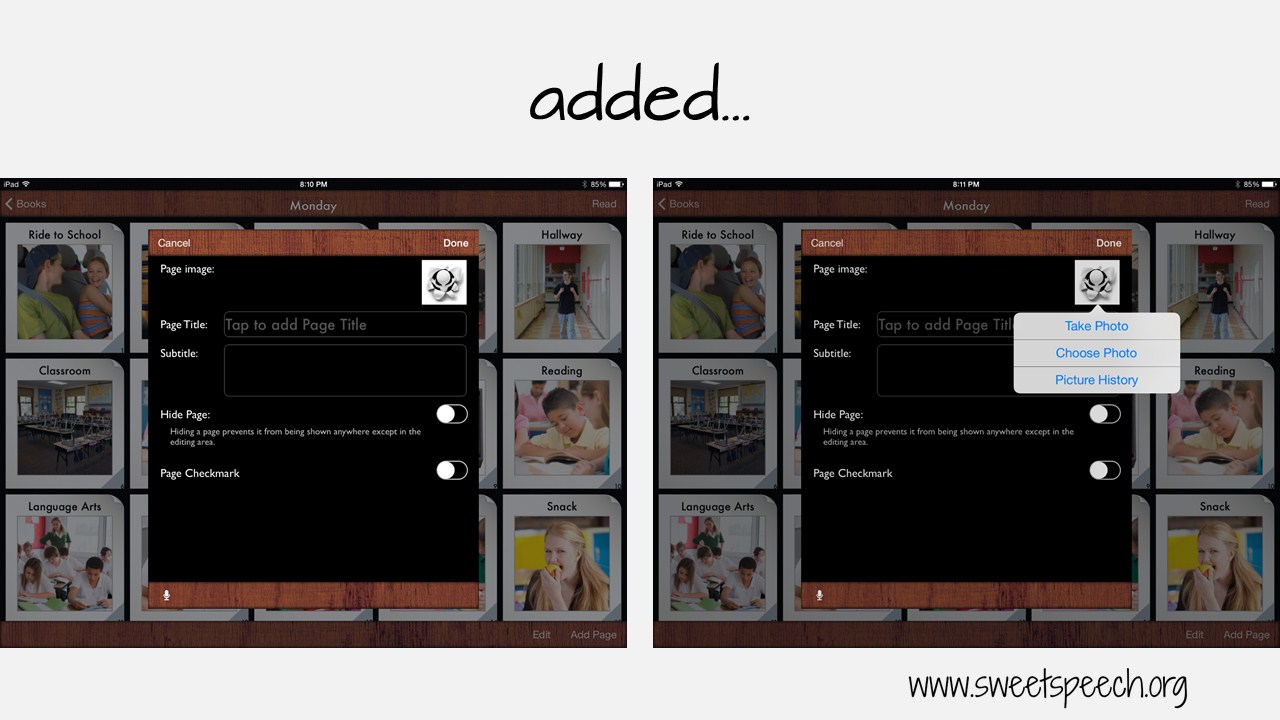 added...
iPad
8:10 PM
85%
Books
Monday
Read
Ride to School
Hallway
Cancel
Done
Page image:
Page Title:
Tap to add Page Title
Subtitle:
Classroom
Reading
Hide Page:
Hiding a page prevents it from being shown anywhere except in the
editing area.
Page Checkmark
Language Arts
Snack
Edit
Add Page
iPad
8:11 PM
85%
Books
Monday
Read
Ride to School
Hallway
Cancel
Done
Page image:
Page Title:
Tap to add Page Titl
Take Photo
Choose Photo
Picture History
Subtitle:
Classroom
Reading
Hide Page:
Hiding a page prevents it from being shown anywhere except in the
editing area.
Page Checkmark
Language Arts
Snack
Edit
Add Page
www.sweetspeech.org